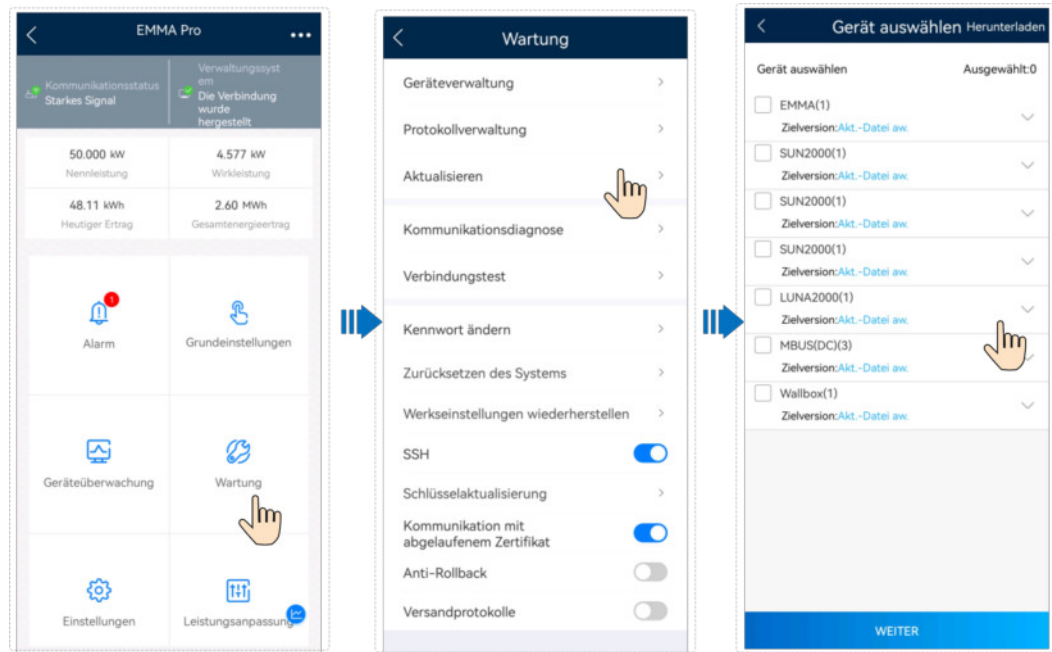 EMMA Pro
Kommunikationsstatus
Starkes Signal
Verwaltungssyst
em
Die Verbindung
wurde
hergestellt
50.000 kW
Nennleistung
4.577 kW
Wirkleistung
48.11 kWh
Heutiger Ertrag
2.60 MWh
Gesamtenergieertrag
1
Alarm
Grundeinstellungen
Geräteüberwachung
Wartung
Einstellungen
Leistungsanpassung
Wartung
Geräteverwaltung
Protokollverwaltung
Aktualisieren
Kommunikationsdiagnose
Verbindungstest
Kennwort ändern
Zurücksetzen des Systems
Werkseinstellungen wiederherstellen
SSH
Schlüsselaktualisierung
Kommunikation mit
abgelaufenem Zertifikat
Anti-Rollback
Versandprotokolle
Gerät auswählen Herunterladen
Gerät auswählen Ausgewählt:0
EMMA(1)
Zielversion:Akt.-Datei aw.
SUN2000(1)
Zielversion:Akt.-Datei aw.
SUN2000(1)
Zielversion:Akt.-Datei aw.
SUN2000(1)
Zielversion:Akt.-Datei aw.
LUNA2000(1)
Zielversion:Akt.-Datei aw.
MBUS(DC)(3)
Zielversion:Akt.-Datei aw.
Wallbox(1)
Zielversion:Akt.-Datei aw.
WEITER